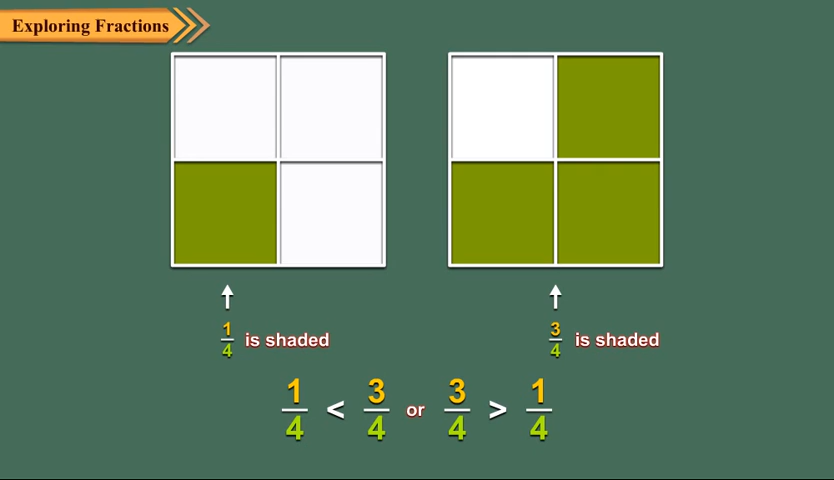 Exploring Fractions
1/4 is shaded
3/4 is shaded
1/4 < 3/4 or 3/4 > 1/4